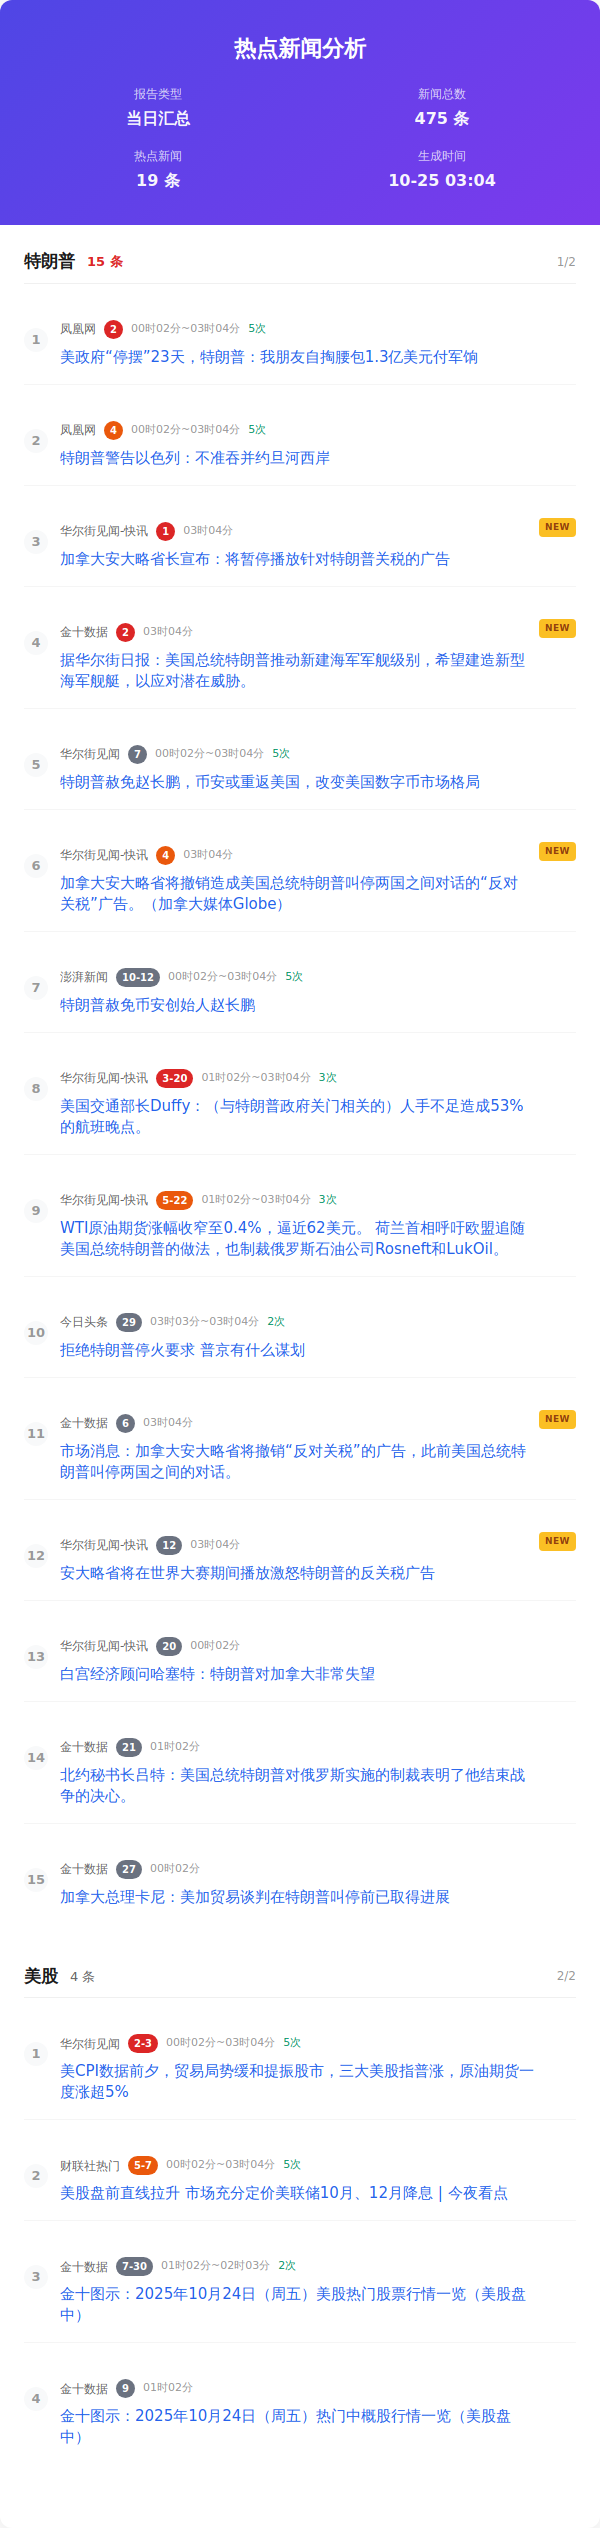 热点新闻分析
报告类型
当日汇总
新闻总数
475 条
热点新闻
19 条
生成时间
10-25 03:04
特朗普 15 条 1/2
1
凤凰网 2 00时02分~03时04分 5次
美政府“停摆”23天，特朗普：我朋友自掏腰包1.3亿美元付军饷
2
凤凰网 4 00时02分~03时04分 5次
特朗普警告以色列：不准吞并约旦河西岸
3
华尔街见闻-快讯 1 03时04分 NEW
加拿大安大略省长宣布：将暂停播放针对特朗普关税的广告
4
金十数据 2 03时04分 NEW
据华尔街日报：美国总统特朗普推动新建海军军舰级别，希望建造新型
海军舰艇，以应对潜在威胁。
5
华尔街见闻 7 00时02分~03时04分 5次
特朗普赦免赵长鹏，币安或重返美国，改变美国数字币市场格局
6
华尔街见闻-快讯 4 03时04分 NEW
加拿大安大略省将撤销造成美国总统特朗普叫停两国之间对话的“反对
关税”广告。（加拿大媒体Globe）
7
澎湃新闻 10-12 00时02分~03时04分 5次
特朗普赦免币安创始人赵长鹏
8
华尔街见闻-快讯 3-20 01时02分~03时04分 3次
美国交通部长Duffy：（与特朗普政府关门相关的）人手不足造成53%
的航班晚点。
9
华尔街见闻-快讯 5-22 01时02分~03时04分 3次
WTI原油期货涨幅收窄至0.4%，逼近62美元。 荷兰首相呼吁欧盟追随
美国总统特朗普的做法，也制裁俄罗斯石油公司Rosneft和LukOil。
10
今日头条 29 03时03分~03时04分 2次
拒绝特朗普停火要求 普京有什么谋划
11
金十数据 6 03时04分 NEW
市场消息：加拿大安大略省将撤销“反对关税”的广告，此前美国总统特
朗普叫停两国之间的对话。
12
华尔街见闻-快讯 12 03时04分 NEW
安大略省将在世界大赛期间播放激怒特朗普的反关税广告
13
华尔街见闻-快讯 20 00时02分
白宫经济顾问哈塞特：特朗普对加拿大非常失望
14
金十数据 21 01时02分
北约秘书长吕特：美国总统特朗普对俄罗斯实施的制裁表明了他结束战
争的决心。
15
金十数据 27 00时02分
加拿大总理卡尼：美加贸易谈判在特朗普叫停前已取得进展
美股 4 条 2/2
1
华尔街见闻 2-3 00时02分~03时04分 5次
美CPI数据前夕，贸易局势缓和提振股市，三大美股指普涨，原油期货一
度涨超5%
2
财联社热门 5-7 00时02分~03时04分 5次
美股盘前直线拉升 市场充分定价美联储10月、12月降息 | 今夜看点
3
金十数据 7-30 01时02分~02时03分 2次
金十图示：2025年10月24日（周五）美股热门股票行情一览（美股盘
中）
4
金十数据 9 01时02分
金十图示：2025年10月24日（周五）热门中概股行情一览（美股盘
中）